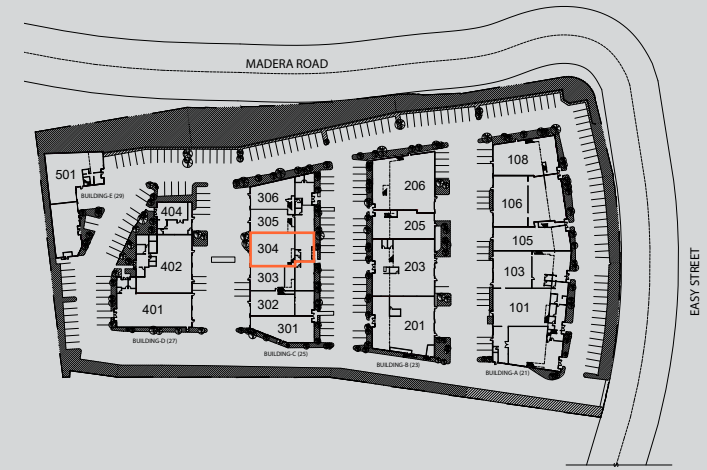 MADERA ROAD
EASY STREET
501
BUILDING-E (29)
404
402
401
BUILDING-D (27)
306
305
304
303
302
301
BUILDING-C (25)
206
205
203
201
BUILDING-B (23)
108
106
105
103
101
BUILDING-A (21)